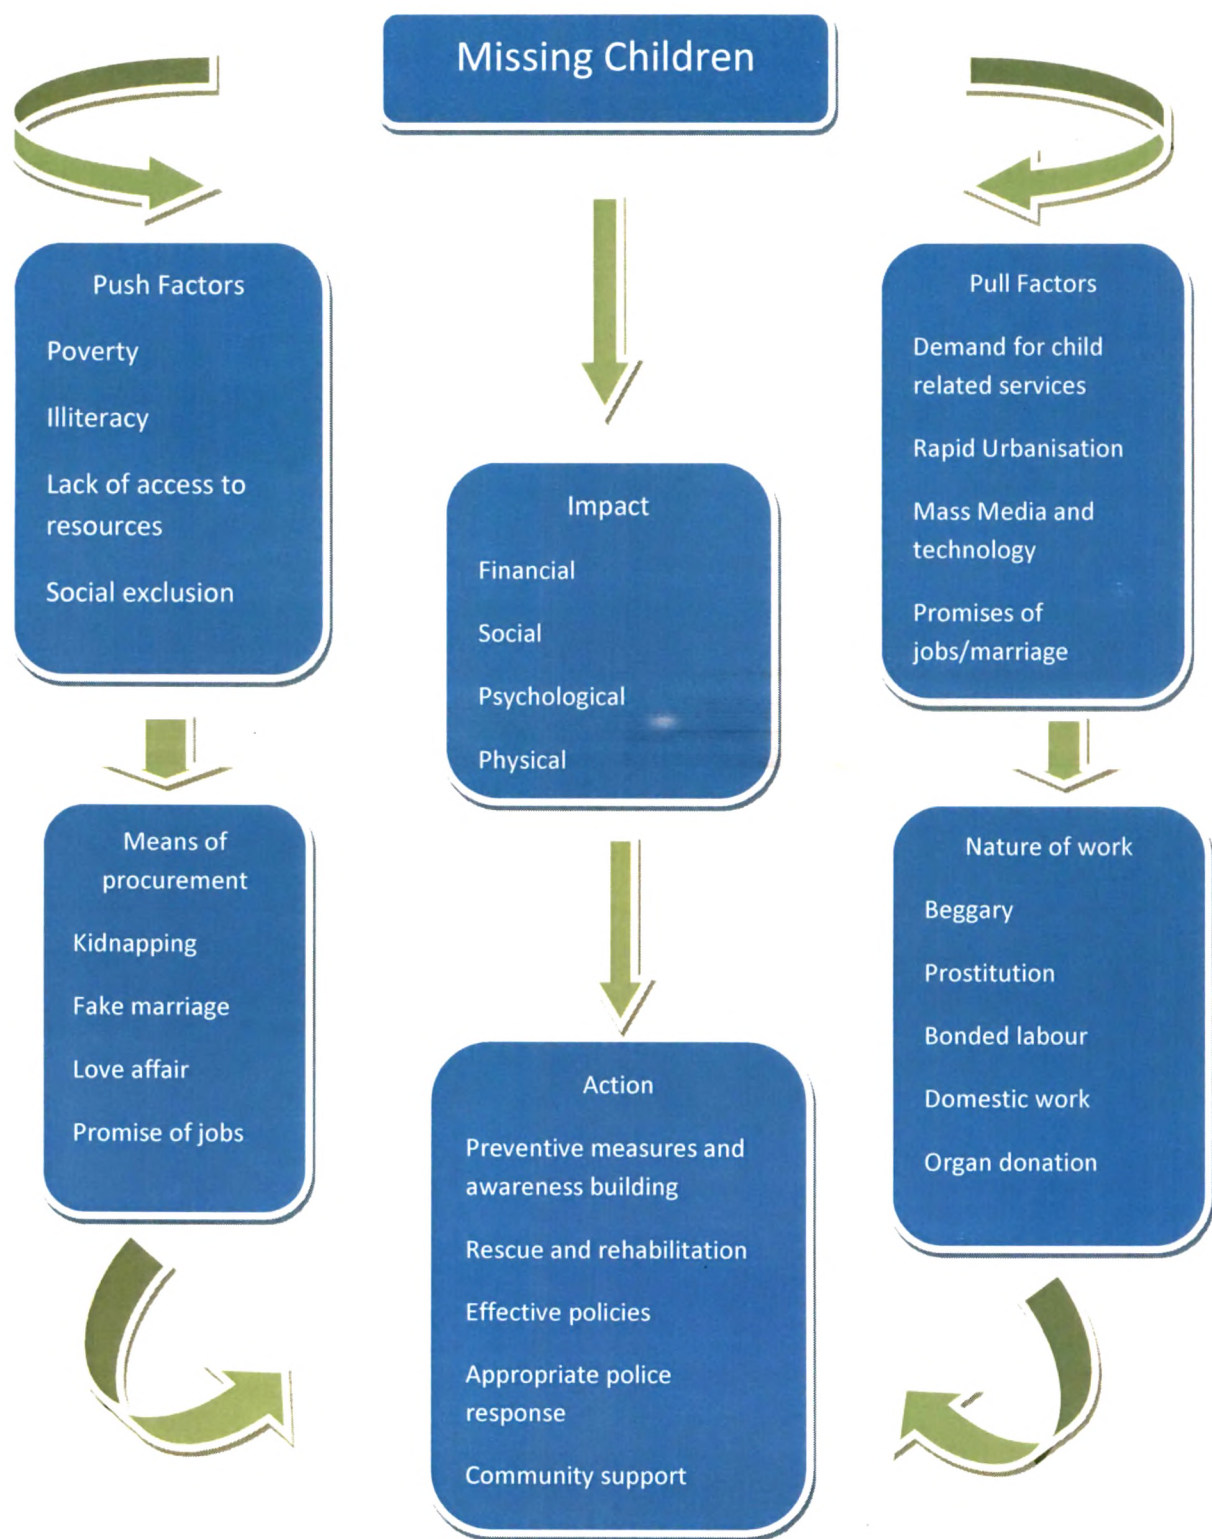 Missing Children
Push Factors
Poverty
Illiteracy
Lack of access to
resources
Social exclusion
Impact
Financial
Social
Psychological
Physical
Pull Factors
Demand for child
related services
Rapid Urbanisation
Mass Media and
technology
Promises of
jobs/marriage
Means of
procurement
Kidnapping
Fake marriage
Love affair
Promise of jobs
Action
Preventive measures and
awareness building
Rescue and rehabilitation
Effective policies
Appropriate police
response
Community support
Nature of work
Beggary
Prostitution
Bonded labour
Domestic work
Organ donation